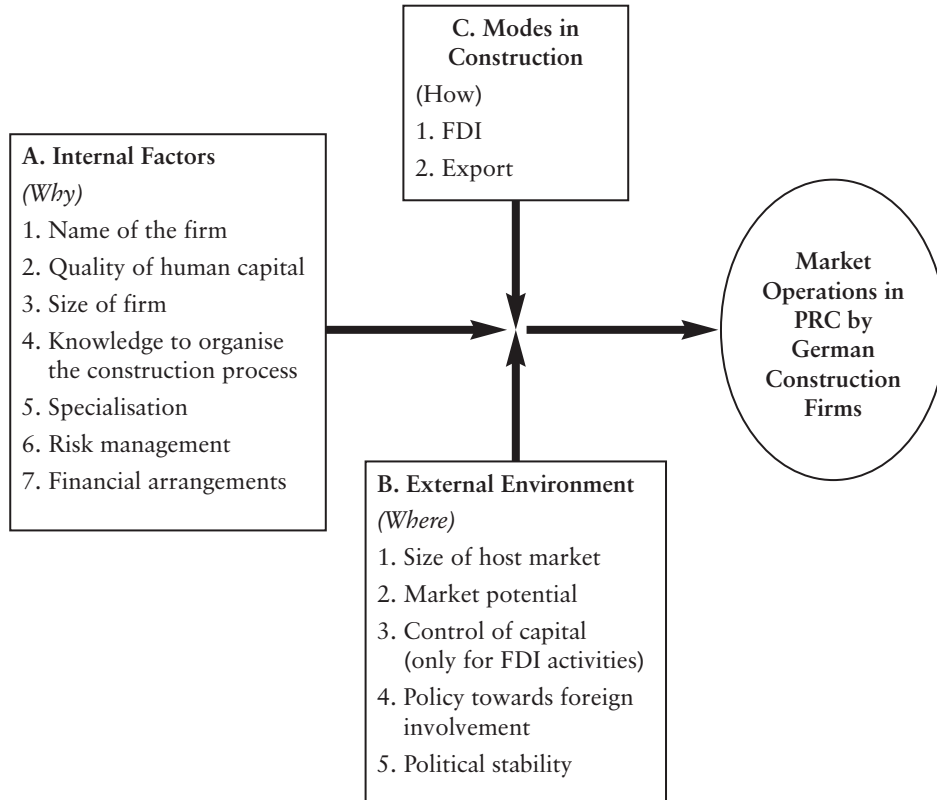 C. Modes in
Construction
(How)
1. FDI
2. Export
A. Internal Factors
(Why)
1. Name of the firm
2. Quality of human capital
3. Size of firm
4. Knowledge to organise
the construction process
5. Specialisation
6. Risk management
7. Financial arrangements
Market
Operations in
PRC by
German
Construction
Firms
B. External Environment
(Where)
1. Size of host market
2. Market potential
3. Control of capital
(only for FDI activities)
4. Policy towards foreign
involvement
5. Political stability